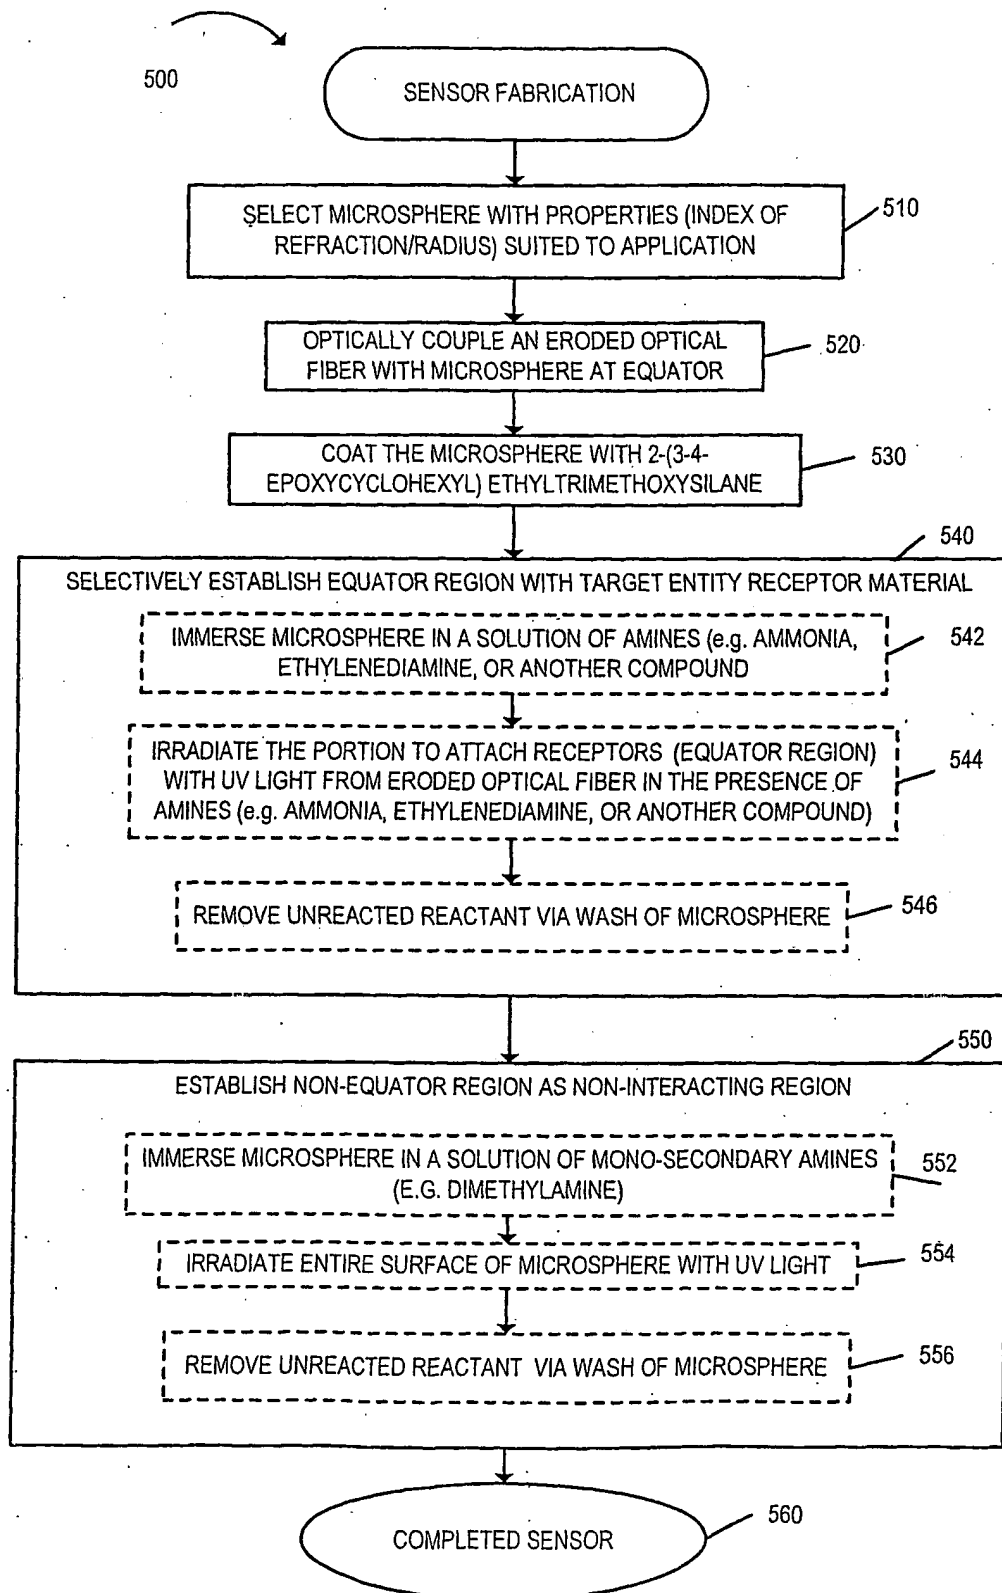 500
SENSOR FABRICATION
SELECT MICROSPHERE WITH PROPERTIES (INDEX OF
REFRACTION/RADIUS) SUITED TO APPLICATION
510
OPTICALLY COUPLE AN ERODED OPTICAL
FIBER WITH MICROSPHERE AT EQUATOR
520
COAT THE MICROSPHERE WITH 2-(3-4-
EPOXYCYCLOHEXYL) ETHYLTRIMETHOXYSILANE
530
540
SELECTIVELY ESTABLISH EQUATOR REGION WITH TARGET ENTITY RECEPTOR MATERIAL
IMMERSE MICROSPHERE IN A SOLUTION OF AMINES (e.g. AMMONIA,
ETHYLENEDIAMINE, OR ANOTHER COMPOUND
542
IRRADIATE THE PORTION TO ATTACH RECEPTORS (EQUATOR REGION)
WITH UV LIGHT FROM ERODED OPTICAL FIBER IN THE PRESENCE OF
AMINES (e.g. AMMONIA, ETHYLENEDIAMINE, OR ANOTHER COMPOUND)
544
REMOVE UNREACTED REACTANT VIA WASH OF MICROSPHERE
546
550
ESTABLISH NON-EQUATOR REGION AS NON-INTERACTING REGION
IMMERSE MICROSPHERE IN A SOLUTION OF MONO-SECONDARY AMINES
(E.G. DIMETHYLAMINE)
552
IRRADIATE ENTIRE SURFACE OF MICROSPHERE WITH UV LIGHT
554
REMOVE UNREACTED REACTANT VIA WASH OF MICROSPHERE
556
COMPLETED SENSOR
560